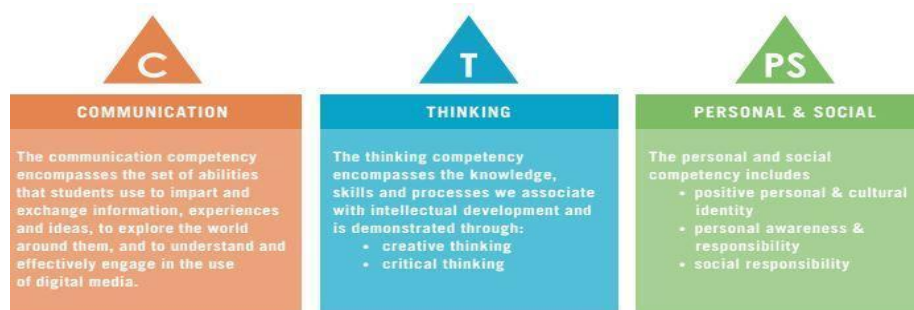 C
COMMUNICATION
The communication competency
encompasses the set of abilities
that students use to impart and
exchange information, experiences
and ideas, to explore the world
around them, and to understand and
effectively engage in the use
of digital media.
T
THINKING
The thinking competency
encompasses the knowledge,
skills and processes we associate
with intellectual development and
is demonstrated through:
• creative thinking
• critical thinking
PS
PERSONAL & SOCIAL
The personal and social
competency includes
• positive personal & cultural
identity
• personal awareness &
responsibility
• social responsibility